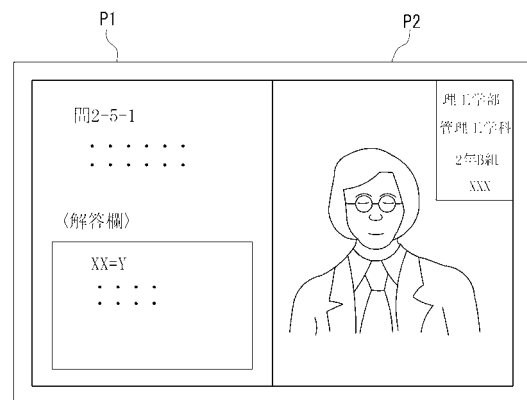 P1
P2
問2-5-1
〈解答欄〉
XX=Y
理工学部
管理工学科
2年B組
XXX